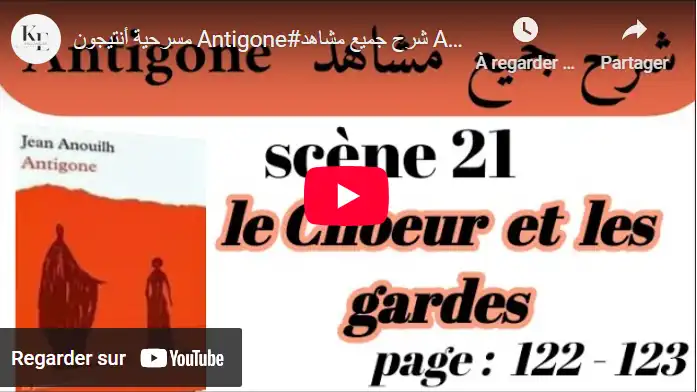 KE
مسرحية أنتيجون Antigone#شرح جميع مشاهد A...
À regarder ...
Partager
Antigone شرح جميع مشاهد
Jean Anouilh
Antigone
scène 21
le Choeur et les
gardes
page : 122 - 123
Regarder sur YouTube